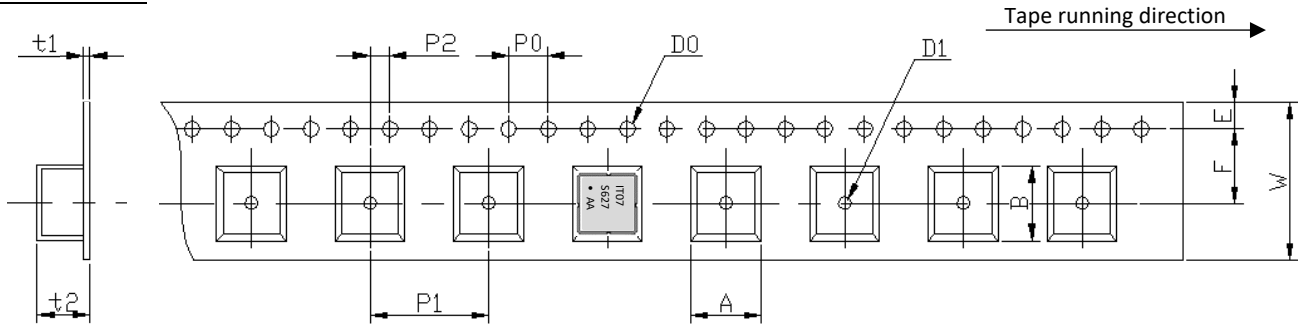 Tape running direction
t1
P2
P0
D0
D1
E
F
W
B
IT07
5627
• AA
t2
P1
A